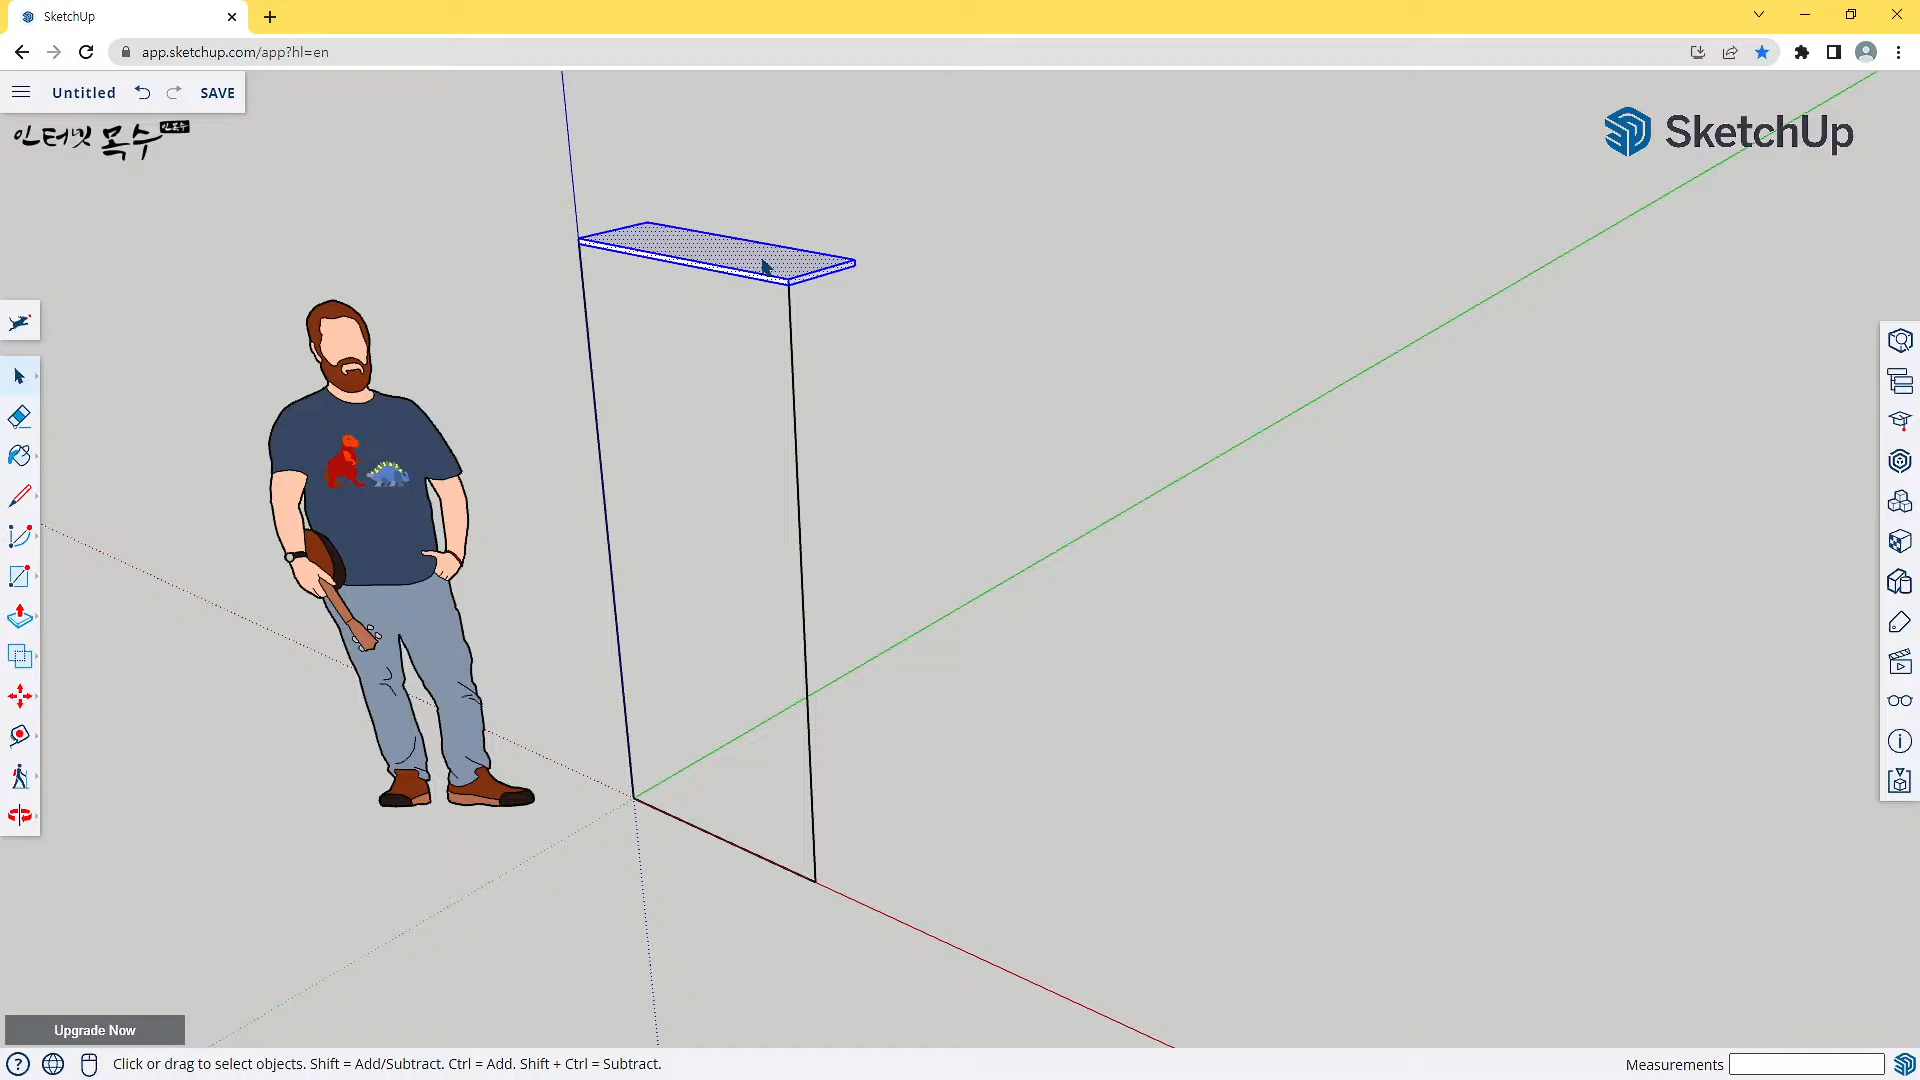 SketchUp
app.sketchup.com/app?hl=en
Untitled
SAVE
인터넷 목수
SketchUp
Upgrade Now
Click or drag to select objects. Shift = Add/Subtract. Ctrl = Add. Shift + Ctrl = Subtract.
Measurements